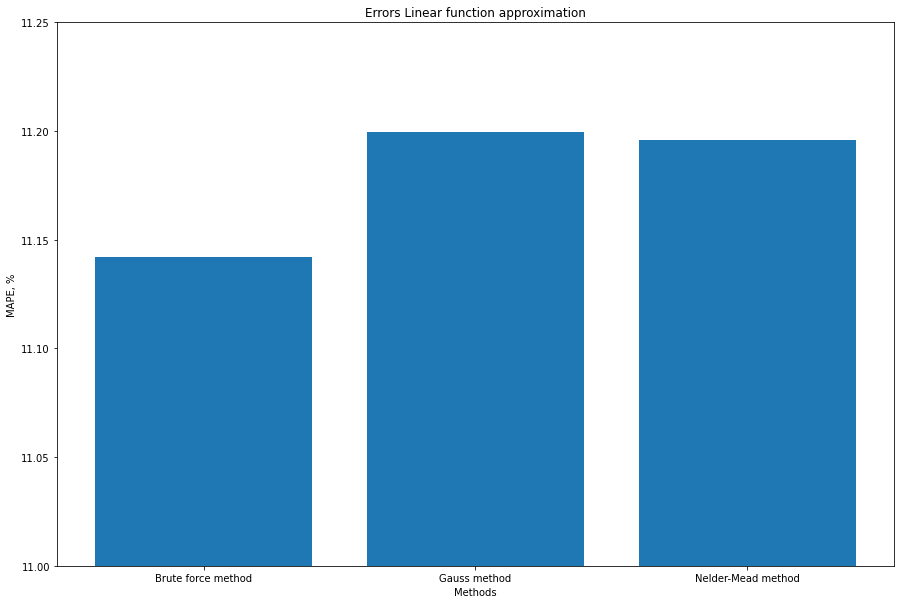 Errors Linear function approximation
11.25
11.20
11.15
11.10
11.05
11.00
MAPE, %
Brute force method
Gauss method
Nelder-Mead method
Methods